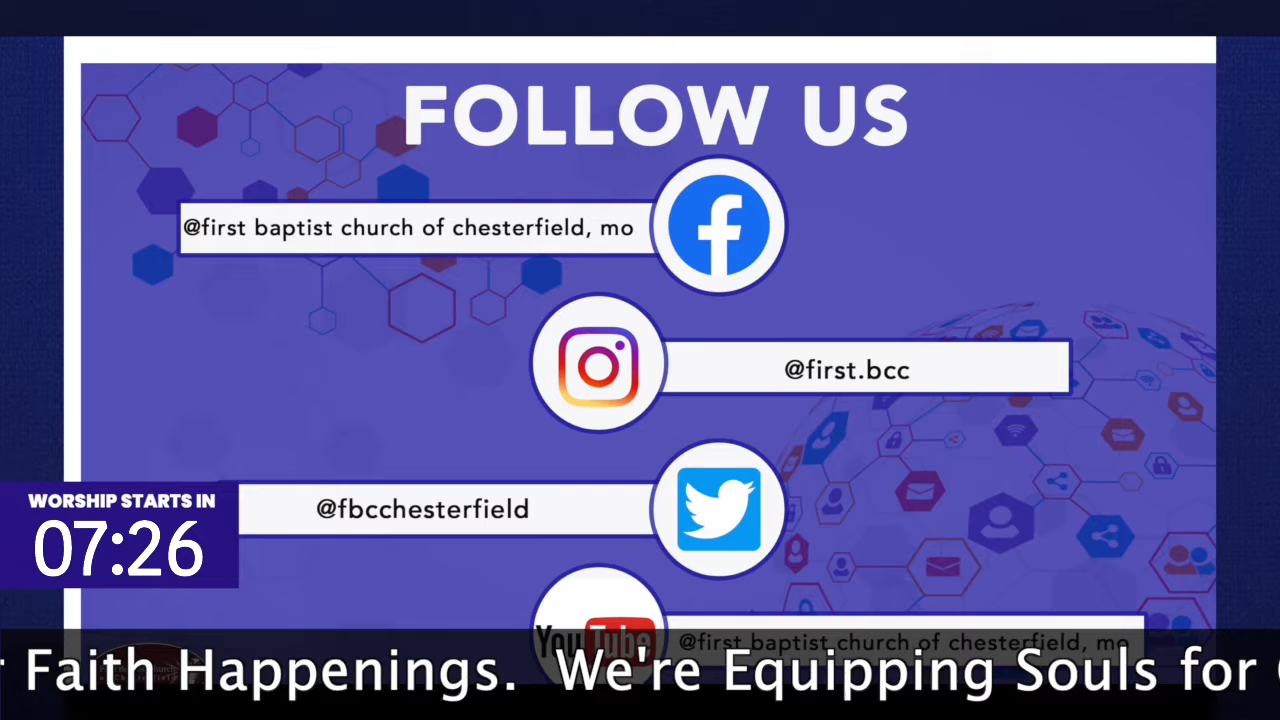 FOLLOW US
@first baptist church of chesterfield, mo
@first.bcc
@fbcchesterfield
WORSHIP STARTS IN
07:26
YouTube
@first baptist church of chesterfield, mo
Faith Happenings. We're Equipping Souls for